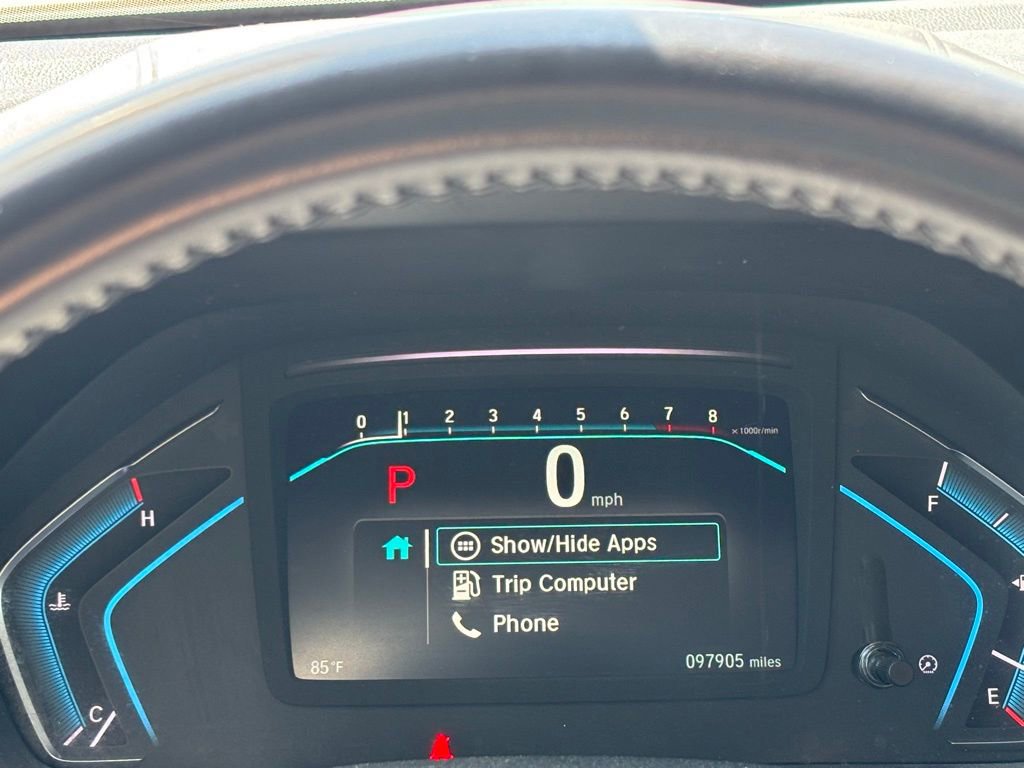 0 1 2 3 4 5 6 7 8
x 1000r/min
P
0 mph
H
F
Show/Hide Apps
Trip Computer
Phone
85°F
097905 miles
C
E